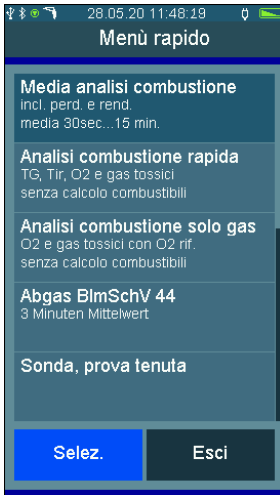 28.05.20 11:48:19
Menù rapido
Media analisi combustione
incl. perd. e rend.
media 30sec...15 min.
Analisi combustione rapida
TG, Tir, O2 e gas tossici
senza calcolo combustibili
Analisi combustione solo gas
O2 e gas tossici con O2 rif.
senza calcolo combustibili
Abgas BImSchV 44
3 Minuten Mittelwert
Sonda, prova tenuta
Selez.
Esci